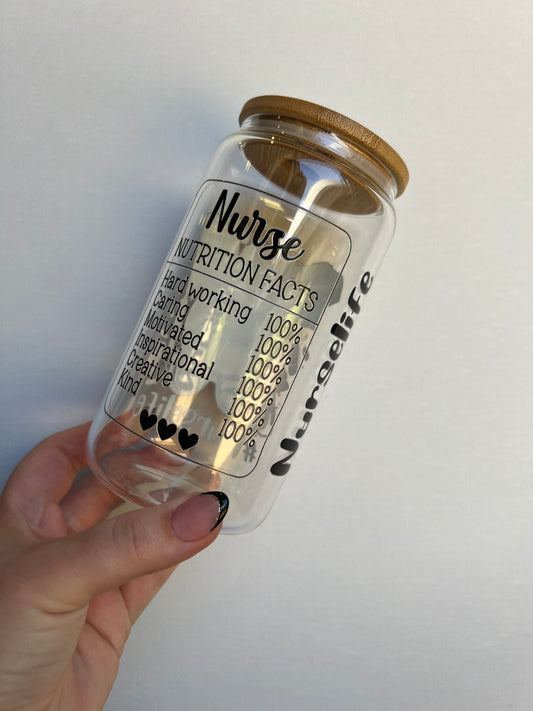 Nurse
NUTRITION FACTS
Hard working 100%
Caring 100%
Motivated 100%
Inspirational 100%
Creative 100%
Kind 100%
Nurselife
#